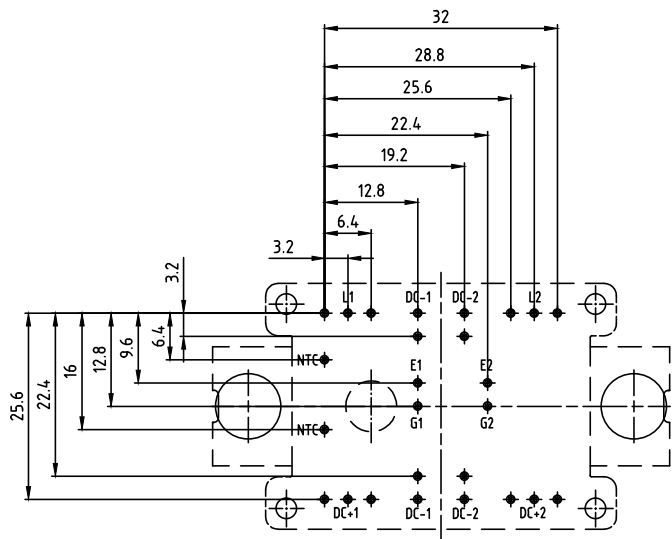 32
28.8
25.6
22.4
19.2
12.8
6.4
3.2
3.2
L1
DC-1
DC-2
L2
6.4
9.6
12.8
16
22.4
25.6
NTC
E1
E2
G1
G2
NTC
DC+1
DC-1
DC-2
DC+2